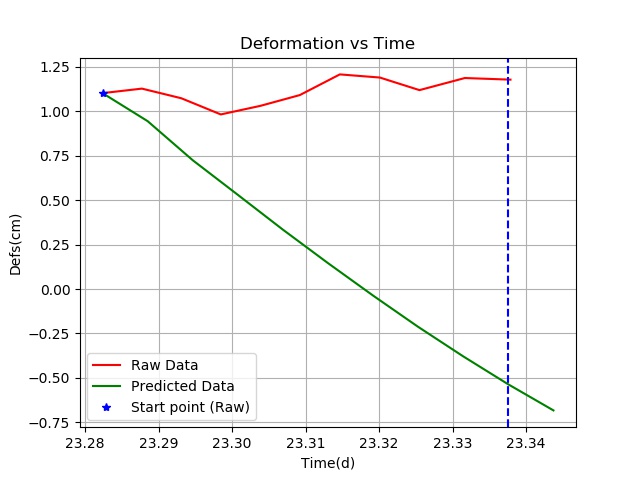 Deformation vs Time
1.25
1.00
0.75
0.50
0.25
0.00
−0.25
−0.50
−0.75
Defs(cm)
Raw Data
Predicted Data
Start point (Raw)
23.28 23.29 23.30 23.31 23.32 23.33 23.34
Time(d)